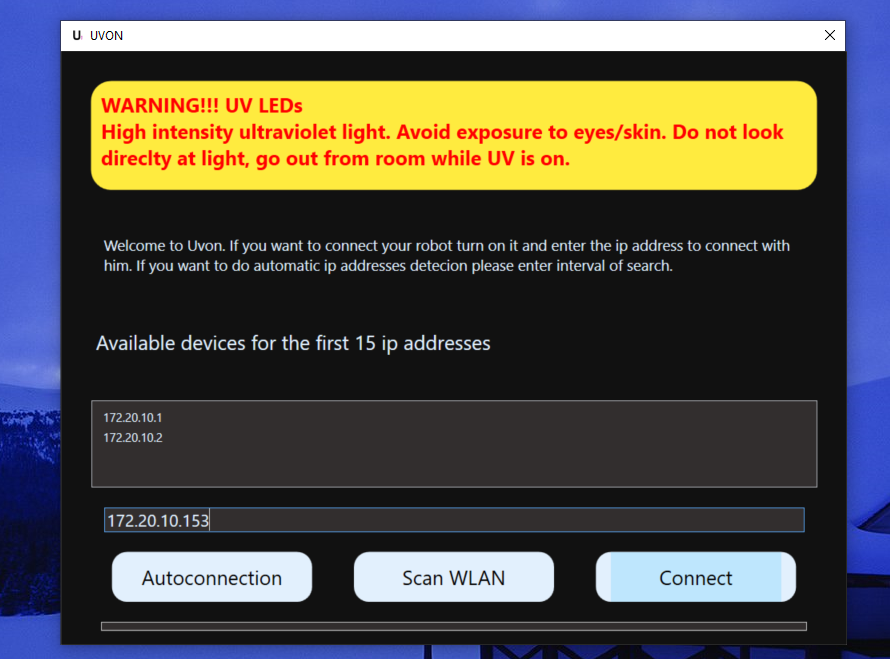 U. UVON
WARNING!!! UV LEDs
High intensity ultraviolet light. Avoid exposure to eyes/skin. Do not look
direclty at light, go out from room while UV is on.
Welcome to Uvon. If you want to connect your robot turn on it and enter the ip address to connect with
him. If you want to do automatic ip addresses detecion please enter interval of search.
Available devices for the first 15 ip addresses
172.20.10.1
172.20.10.2
172.20.10.153
Autoconnection Scan WLAN Connect